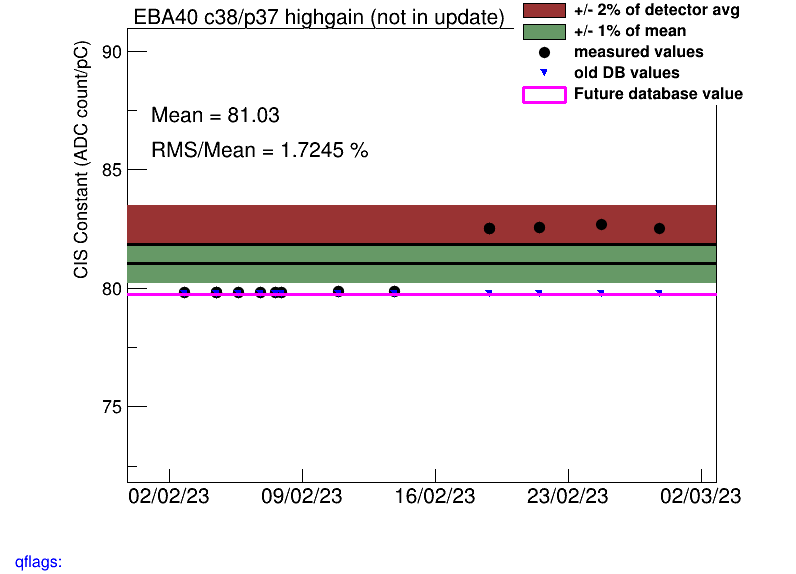 EBA40 c38/p37 highgain (not in update)
+/- 2% of detector avg
+/- 1% of mean
measured values
old DB values
Future database value
CIS Constant (ADC count/pC)
90
85
80
75
Mean = 81.03
RMS/Mean = 1.7245 %
02/02/23 09/02/23 16/02/23 23/02/23 02/03/23
qflags: